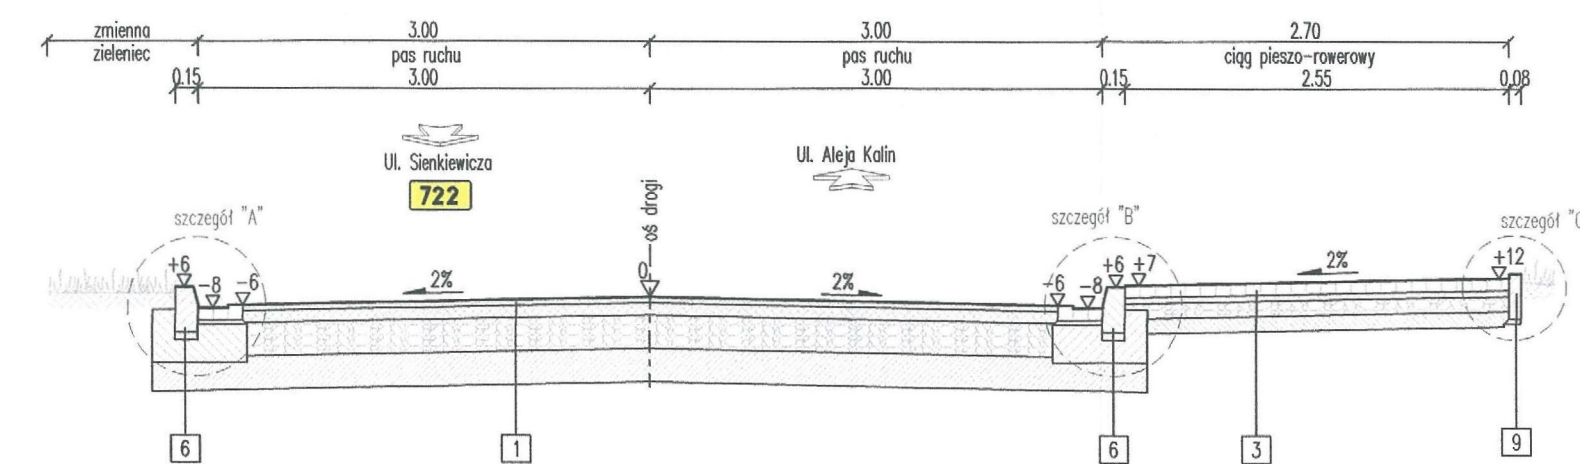 zmienna 3.00 3.00 2.70
zieleniec pas ruchu pas ruchu ciąg pieszo-rowerowy
0.15 3.00 3.00 0.15 2.55 0.08
Ul. Sienkiewicza Ul. Aleja Kalin
722
oś drogi
szczegół "A" szczegół "B" szczegół "C
+6 -8 -6 2% 0 2% -6 -8 +6 +7 2% +12
6 1 6 3 9